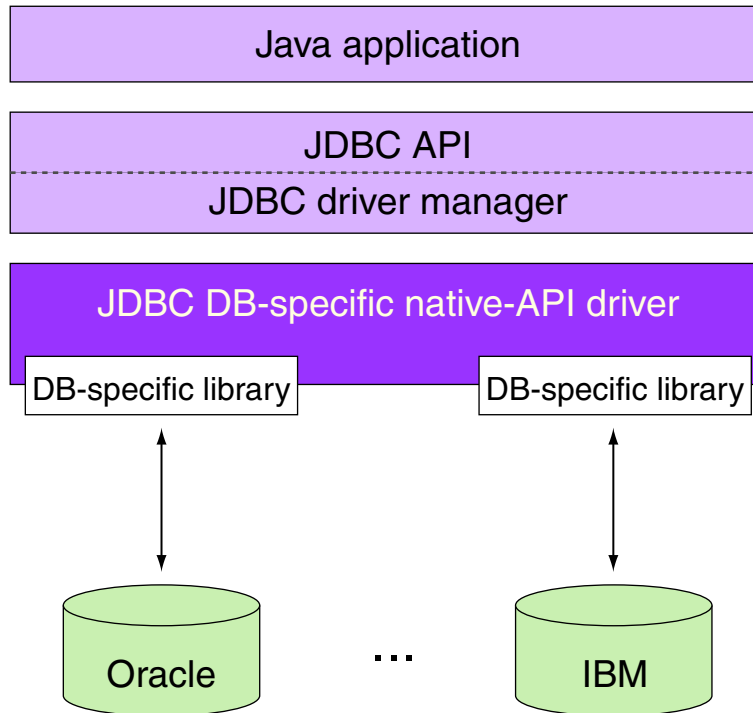 Java application
JDBC API
JDBC driver manager
JDBC DB-specific native-API driver
DB-specific library
DB-specific library
Oracle
...
IBM